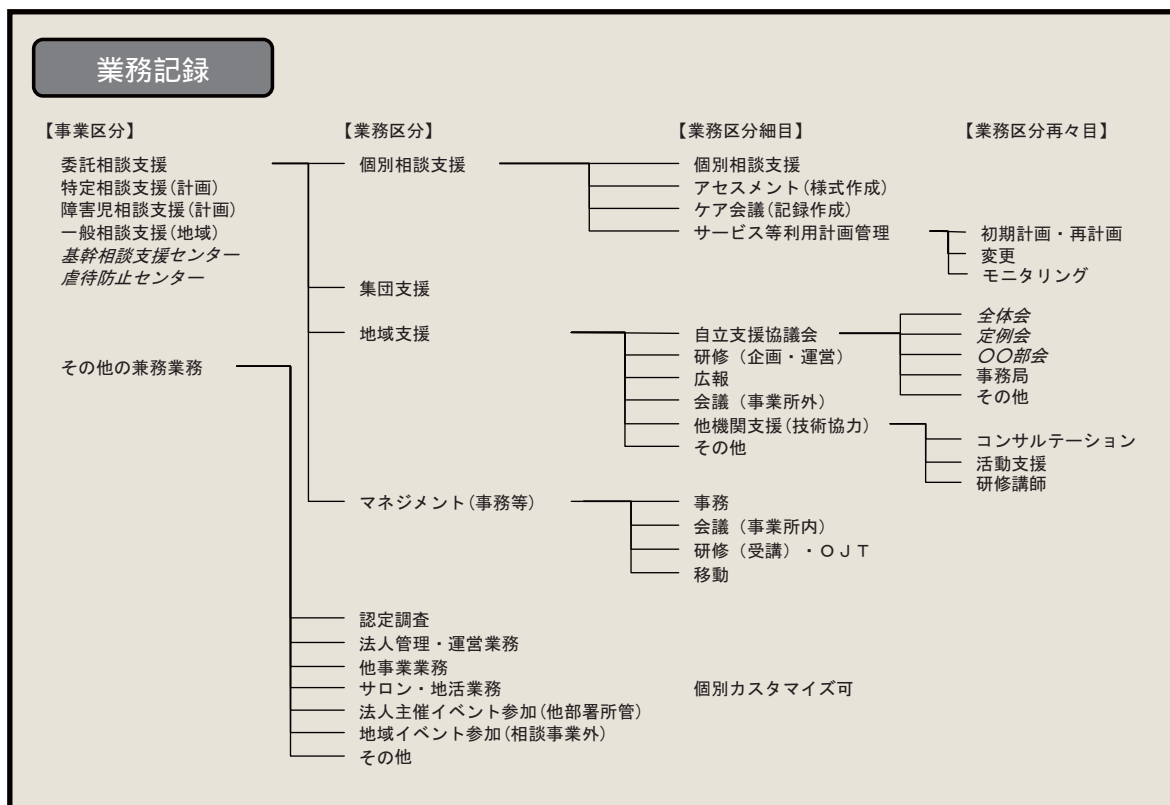 業務記録
【事業区分】
委託相談支援
特定相談支援(計画)
障害児相談支援(計画)
一般相談支援(地域)
基幹相談支援センター
虐待防止センター
その他の兼務業務
【業務区分】
個別相談支援
集団支援
地域支援
マネジメント(事務等)
認定調査
法人管理・運営業務
他事業業務
サロン・地活業務
法人主催イベント参加(他部署所管)
地域イベント参加(相談事業外)
その他
【業務区分細目】
個別相談支援
アセスメント(様式作成)
ケア会議(記録作成)
サービス等利用計画管理
自立支援協議会
研修（企画・運営）
広報
会議（事業所外）
他機関支援(技術協力)
その他
事務
会議（事業所内）
研修（受講）・ＯＪＴ
移動
個別カスタマイズ可
【業務区分再々目】
初期計画・再計画
変更
モニタリング
全体会
定例会
〇〇部会
事務局
その他
コンサルテーション
活動支援
研修講師